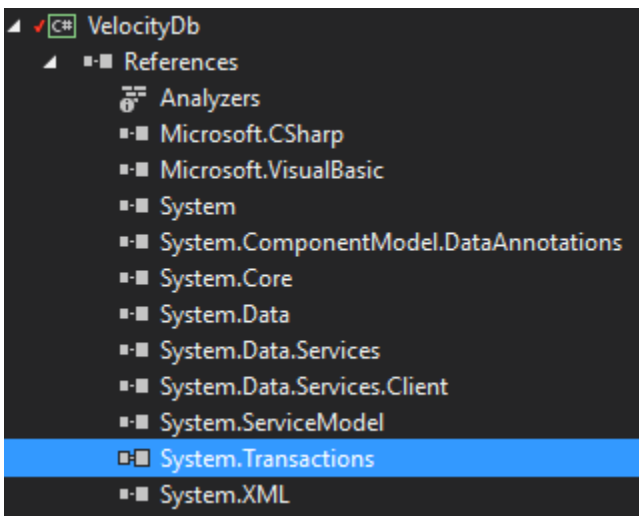 C# VelocityDb
References
Analyzers
Microsoft.CSharp
Microsoft.VisualBasic
System
System.ComponentModel.DataAnnotations
System.Core
System.Data
System.Data.Services
System.Data.Services.Client
System.ServiceModel
System.Transactions
System.XML